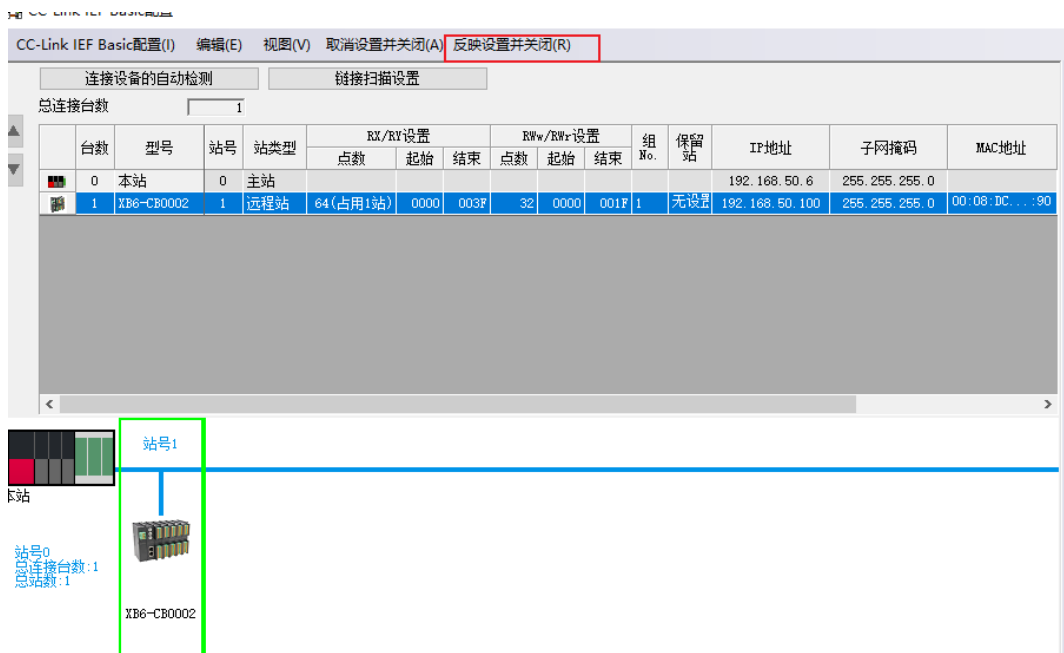 CC-Link IEF Basic配置
CC-Link IEF Basic配置(I) 编辑(E) 视图(V) 取消设置并关闭(A) 反映设置并关闭(R)
连接设备的自动检测 链接扫描设置
总连接台数 1
台数 型号 站号 站类型 RX/RY设置 RWw/RWr设置 组No. 保留站 IP地址 子网掩码 MAC地址
点数 起始 结束 点数 起始 结束
0 本站 0 主站 192.168.50.6 255.255.255.0
1 XB6-CB0002 1 远程站 64(占用1站) 0000 003F 32 0000 001F 1 无设置 192.168.50.100 255.255.255.0 00:08:DC...:90
站号1
本站
站号0
总连接台数:1
总站数:1
XB6-CB0002